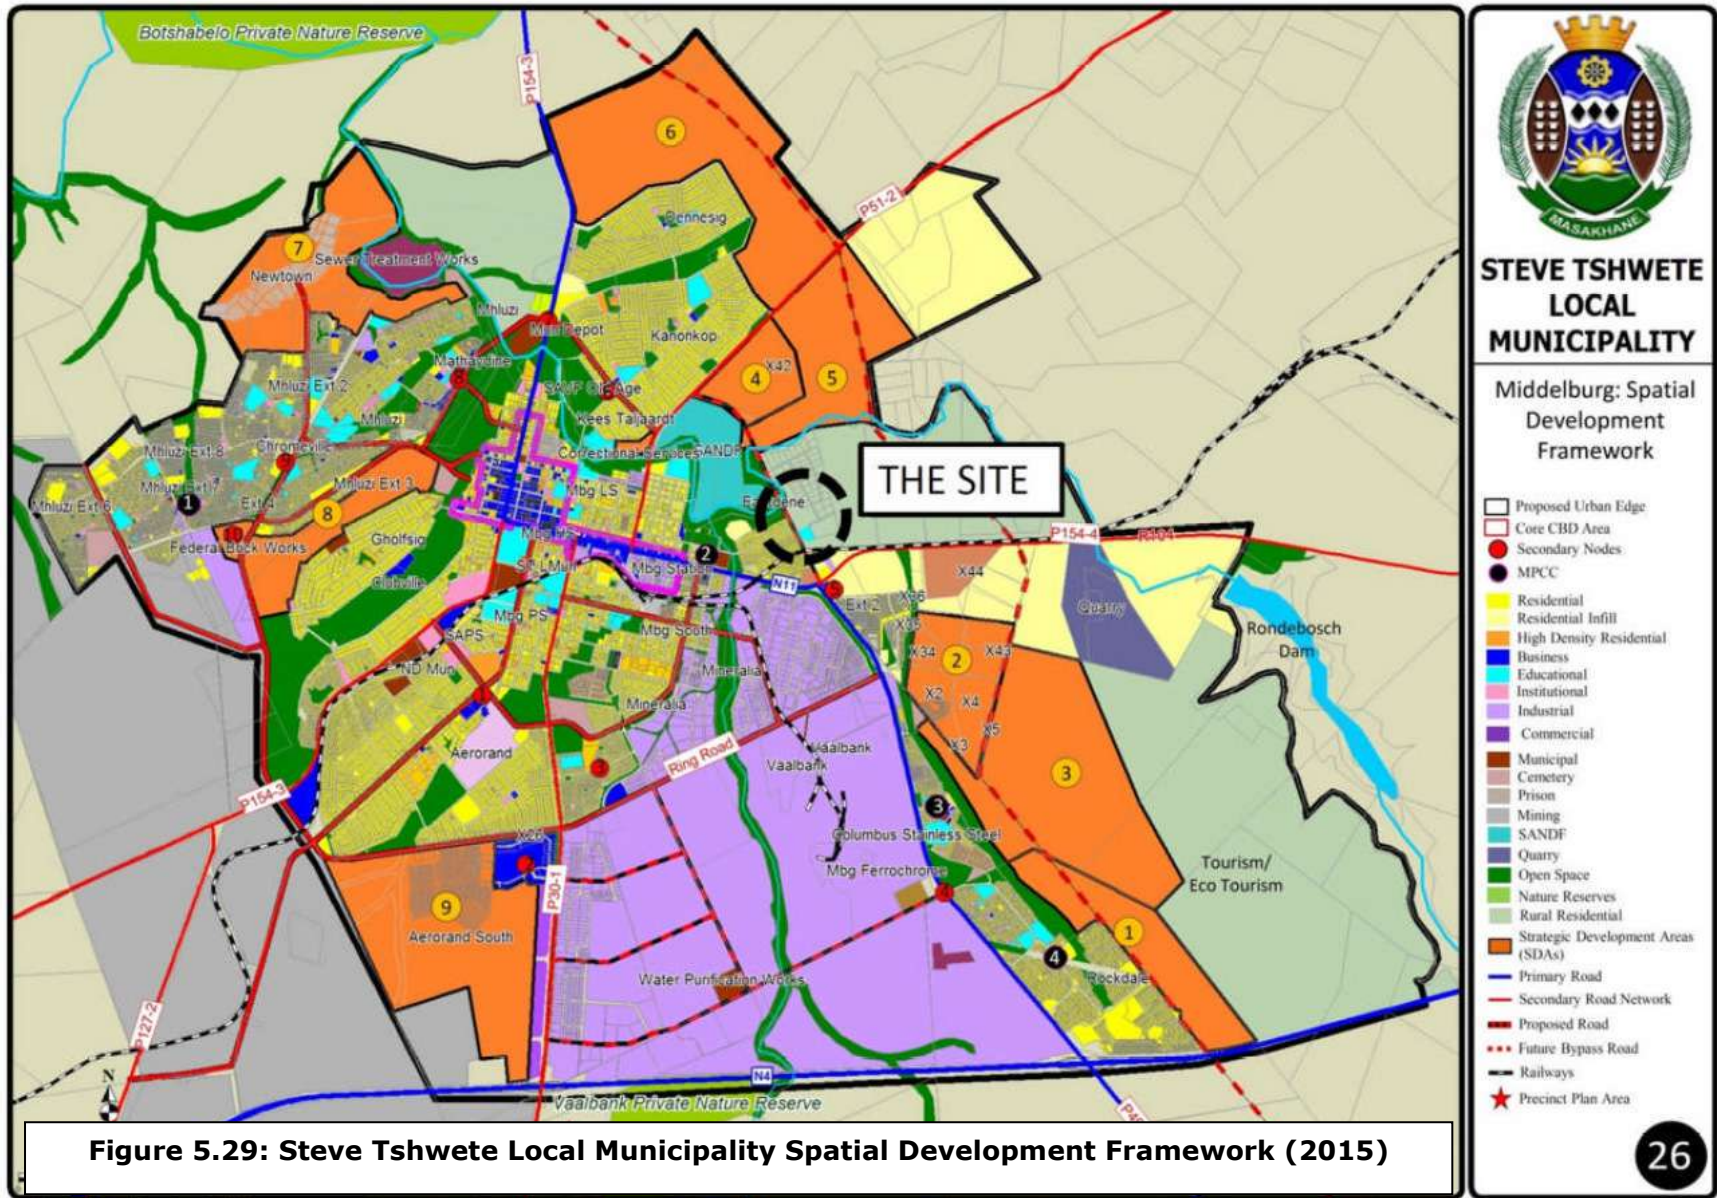 Botshabelo Private Nature Reserve
P154-3
6
P51-2
Dennesig
7
Sewer Treatment Works
Newtown
Mhluzi
Mun Depot
Kanonkop
X42
4
5
Mhluzi Ext 2
SAVF Old Age
Mhluzi
Kees Taljaardt
Chromeville
Mhluzi Ext 8
Correctional Services
SANDF
THE SITE
Mhluzi Ext 3
Mhluzi Ext 7
1
Mbg LS
Mhluzi Ext 6
Ext 4
8
10
Gholfsig
P154-4
R104
2
Mbg Station
X44
N11
5
Ext 2
Quarry
Rondebosch
Dam
Mbg PS
Mbg South
SAPS
X34
2
ND Mun
Mineralia
X2
X4
Mineralia
X5
X3
Aerorand
Ring Road
Vaalbank
Vaalbank
3
P154-3
3
Columbus Stainless Steel
Mbg Ferrochrome
Tourism/
Eco Tourism
P30-1
9
Aerorand South
1
4
Rockdale
Water Purification Works
P127-2
N
N4
Vaalbank Private Nature Reserve
Figure 5.29: Steve Tshwete Local Municipality Spatial Development Framework (2015)
MASAKHANE
STEVE TSHWETE
LOCAL
MUNICIPALITY
Middelburg: Spatial
Development
Framework
Proposed Urban Edge
Core CBD Area
Secondary Nodes
MPCC
Residential
Residential Infill
High Density Residential
Business
Educational
Institutional
Industrial
Commercial
Municipal
Cemetery
Prison
Mining
SANDF
Quarry
Open Space
Nature Reserves
Rural Residential
Strategic Development Areas
(SDAs)
Primary Road
Secondary Road Network
Proposed Road
Future Bypass Road
Railways
Precinct Plan Area
26